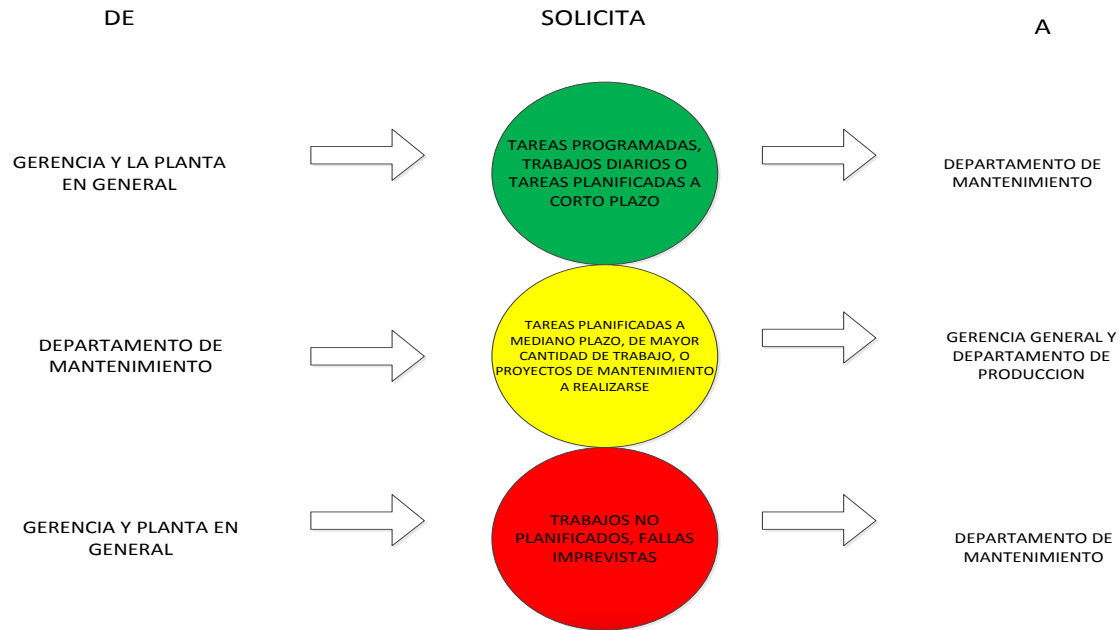 DE
SOLICITA
A
GERENCIA Y LA PLANTA
EN GENERAL
TAREAS PROGRAMADAS,
TRABAJOS DIARIOS O
TAREAS PLANIFICADAS A
CORTO PLAZO
DEPARTAMENTO DE
MANTENIMIENTO
DEPARTAMENTO DE
MANTENIMIENTO
TAREAS PLANIFICADAS A
MEDIANO PLAZO, DE MAYOR
CANTIDAD DE TRABAJO, O
PROYECTOS DE MANTENIMIENTO
A REALIZARSE
GERENCIA GENERAL Y
DEPARTAMENTO DE
PRODUCCION
GERENCIA Y PLANTA EN
GENERAL
TRABAJOS NO
PLANIFICADOS, FALLAS
IMPREVISTAS
DEPARTAMENTO DE
MANTENIMIENTO